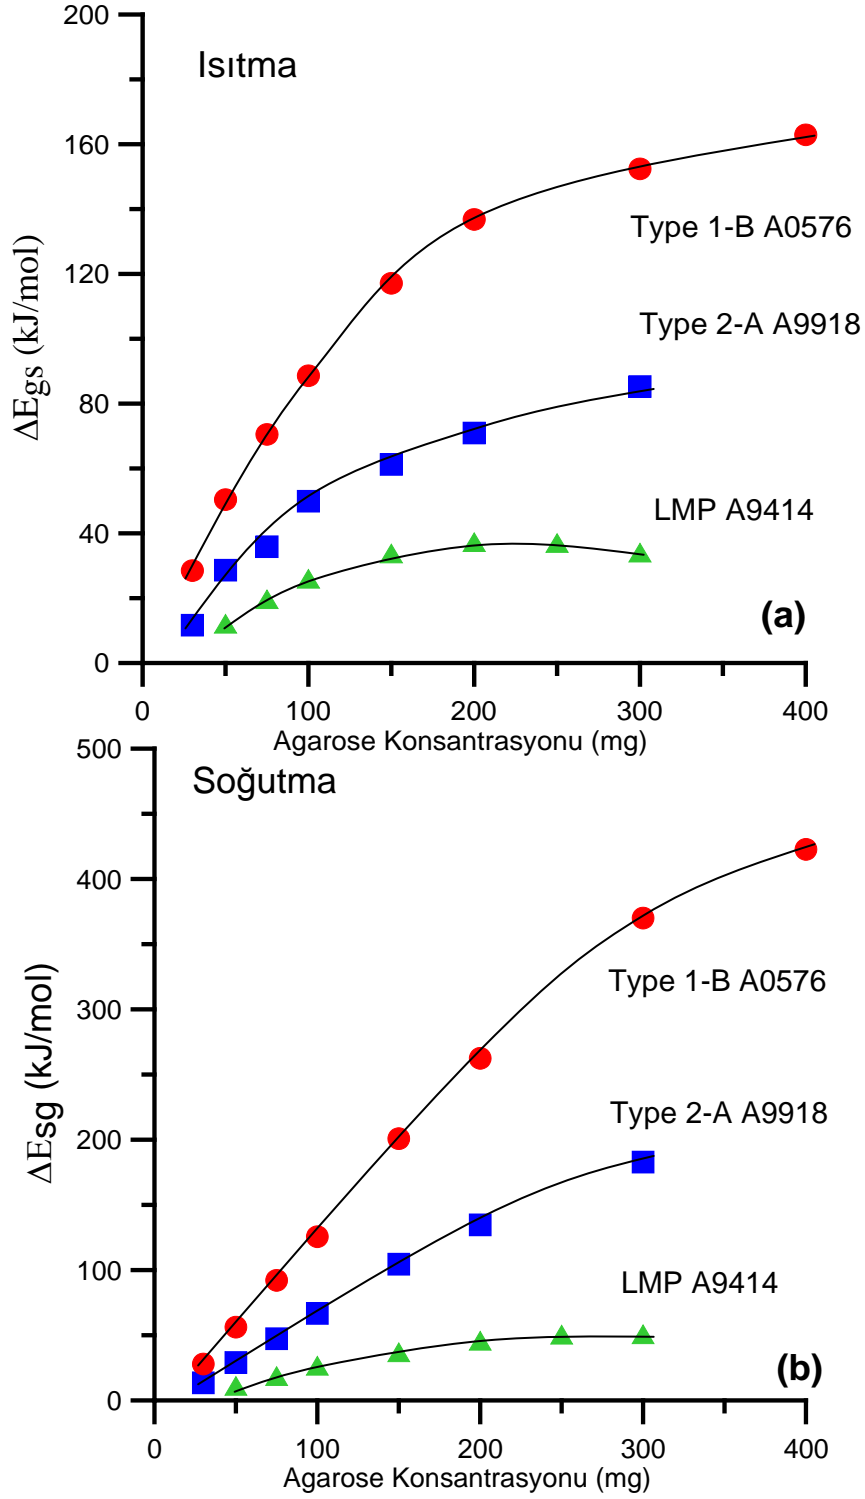 200
Isıtma
160
Type 1-B A0576
120
ΔEgs (kJ/mol)
Type 2-A A9918
80
LMP A9414
40
(a)
0
0 100 200 300 400
Agarose Konsantrasyonu (mg)
500
Soğutma
400
Type 1-B A0576
300
ΔEsg (kJ/mol)
Type 2-A A9918
200
LMP A9414
100
(b)
0
0 100 200 300 400
Agarose Konsantrasyonu (mg)